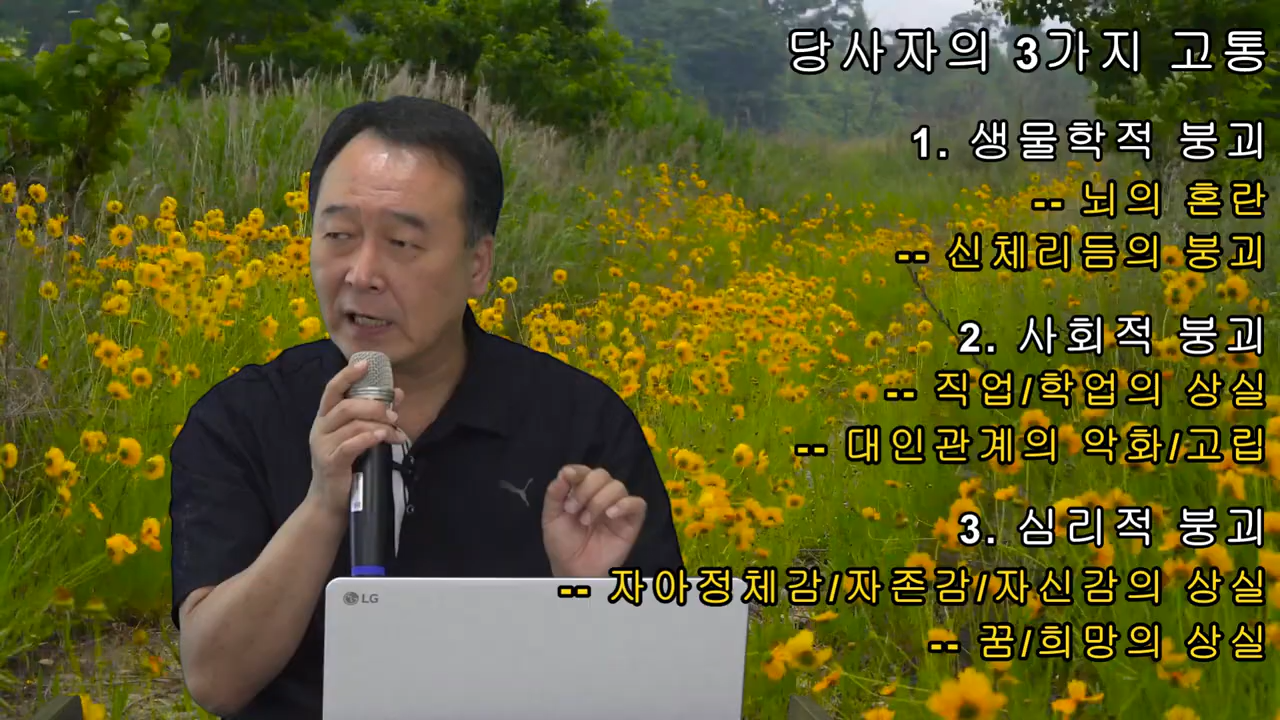 당사자의 3가지 고통
1. 생물학적 붕괴
-- 뇌의 혼란
-- 신체리듬의 붕괴
2. 사회적 붕괴
-- 직업/학업의 상실
-- 대인관계의 악화/고립
3. 심리적 붕괴
-- 자아정체감/자존감/자신감의 상실
-- 꿈/희망의 상실
LG